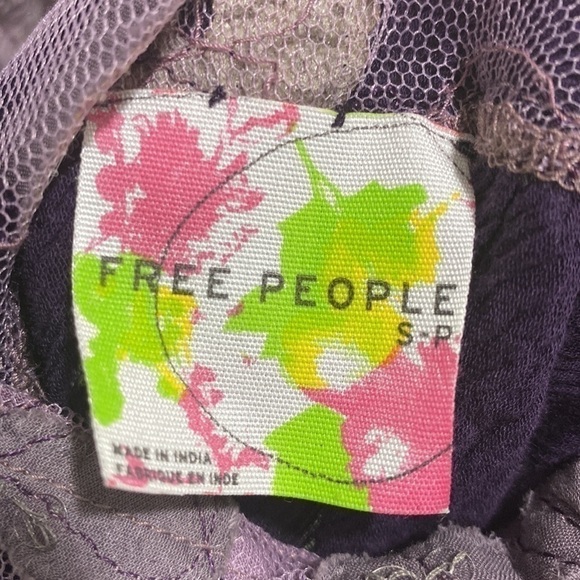 FREE PEOPLE
S-P
MADE IN INDIA
FABRIQUE EN INDE